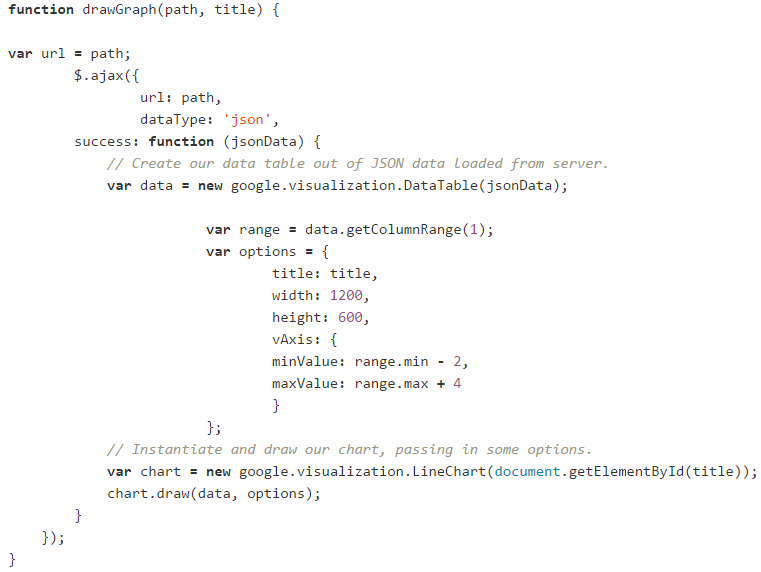 function drawGraph(path, title) {
var url = path;
$.ajax({
url: path,
dataType: 'json',
success: function (jsonData) {
// Create our data table out of JSON data loaded from server.
var data = new google.visualization.DataTable(jsonData);
var range = data.getColumnRange(1);
var options = {
title: title,
width: 1200,
height: 600,
vAxis: {
minValue: range.min - 2,
maxValue: range.max + 4
}
};
// Instantiate and draw our chart, passing in some options.
var chart = new google.visualization.LineChart(document.getElementById(title));
chart.draw(data, options);
}
});
}